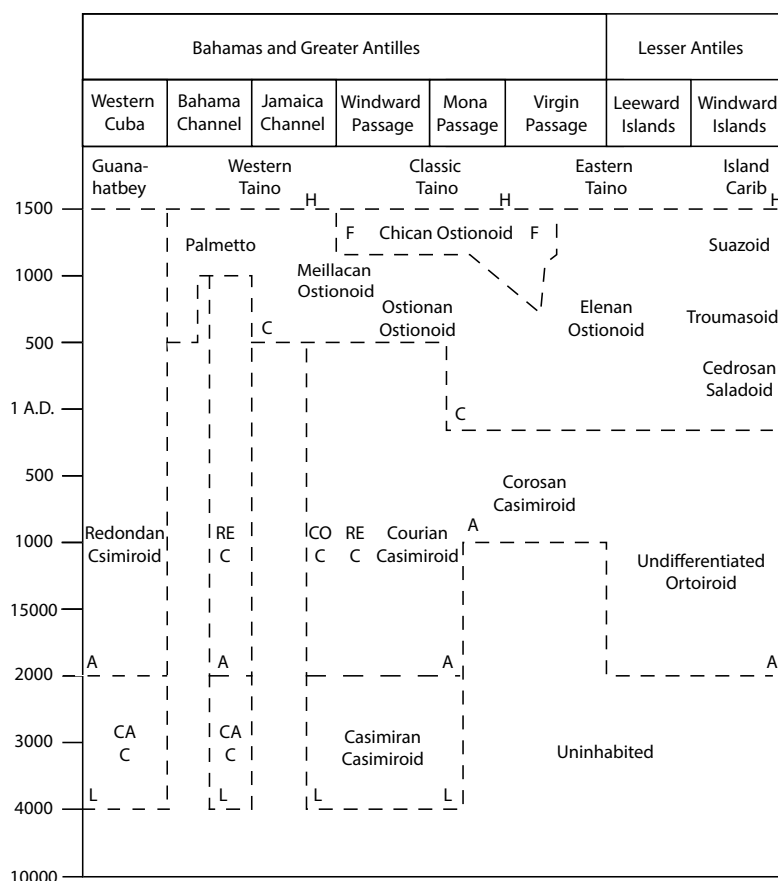 Bahamas and Greater Antilles Lesser Antiles
Western Bahama Jamaica Windward Mona Virgin Leeward Windward
Cuba Channel Channel Passage Passage Passage Islands Islands
Guana- Western Classic Eastern Island
hatbey Taino Taino Taino Carib
H H H
1500
F Chican Ostionoid F
Palmetto Suazoid
Meillacan
Ostionoid
1000
Ostionan Elenan
Ostionoid Ostionoid Troumasoid
C
500
Cedrosan
Saladoid
1 A.D.
C
500
Corosan
Casimiroid
A
Redondan RE CO RE Courian
Csimiroid C C C Casimiroid
1000
Undifferentiated
Ortoiroid
15000
A A A A
2000
CA CA Casimiran
C C Casimiroid
3000
Uninhabited
L L L L
4000
10000